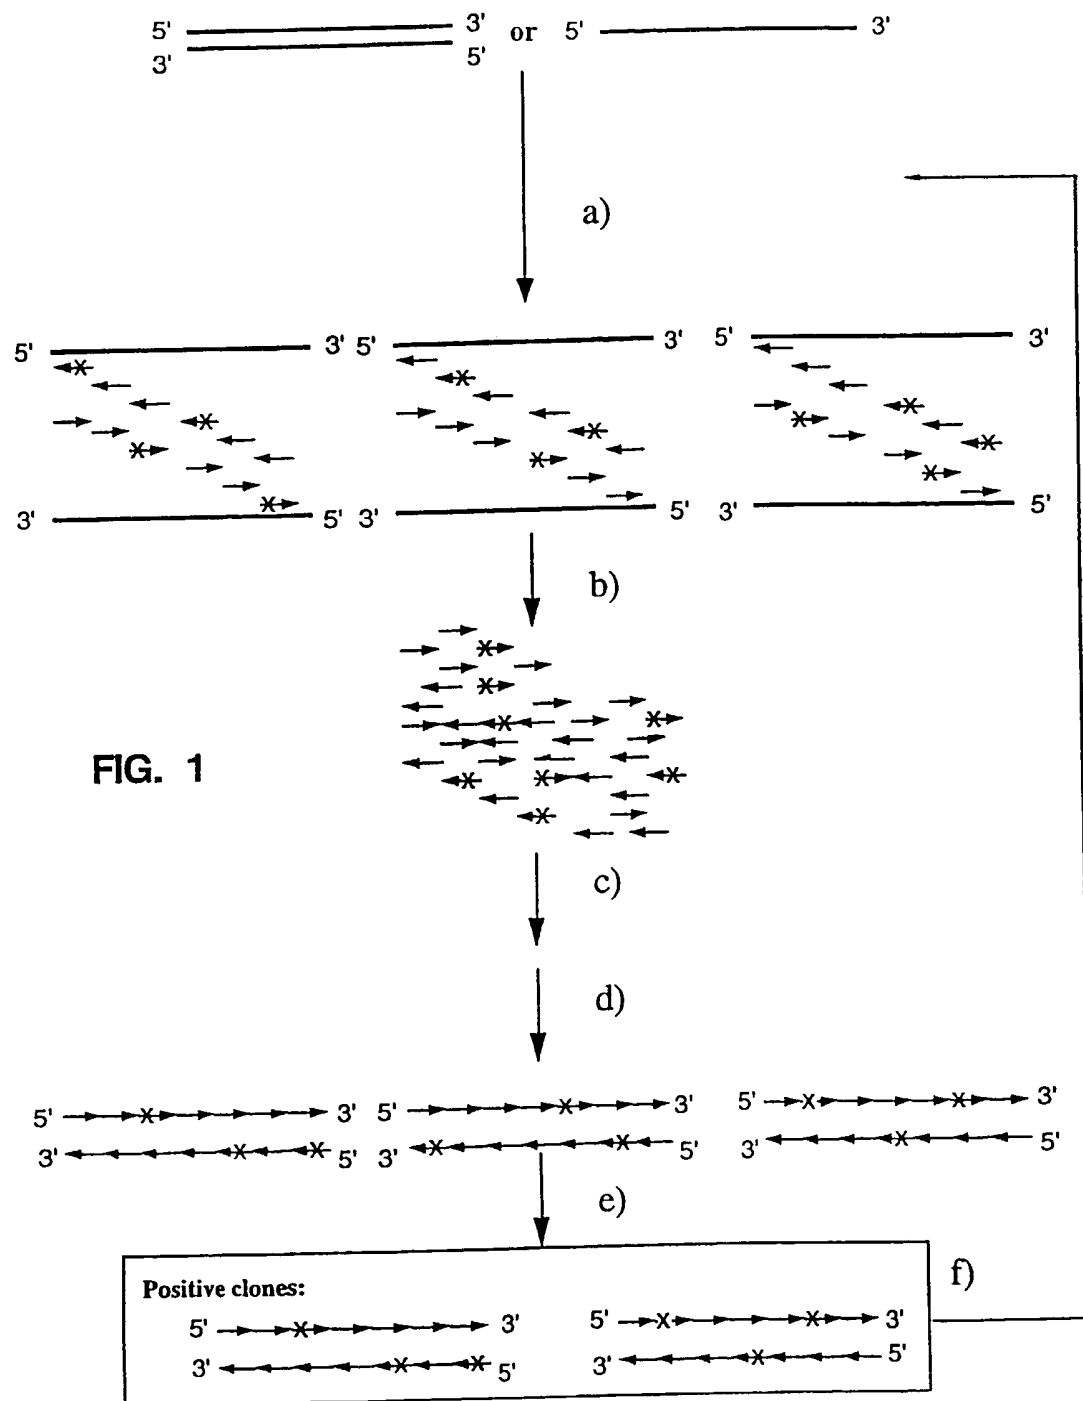 5' 3' or 5' 3'
3' 5'
a)
5' 3' 5' 3' 5' 3'
3' 5' 3' 5' 3' 5'
b)
FIG. 1
c)
d)
5' 3' 5' 3' 5' 3'
3' 5' 3' 5' 3' 5'
e)
f)
Positive clones:
5' 3' 5' 3'
3' 5' 3' 5'